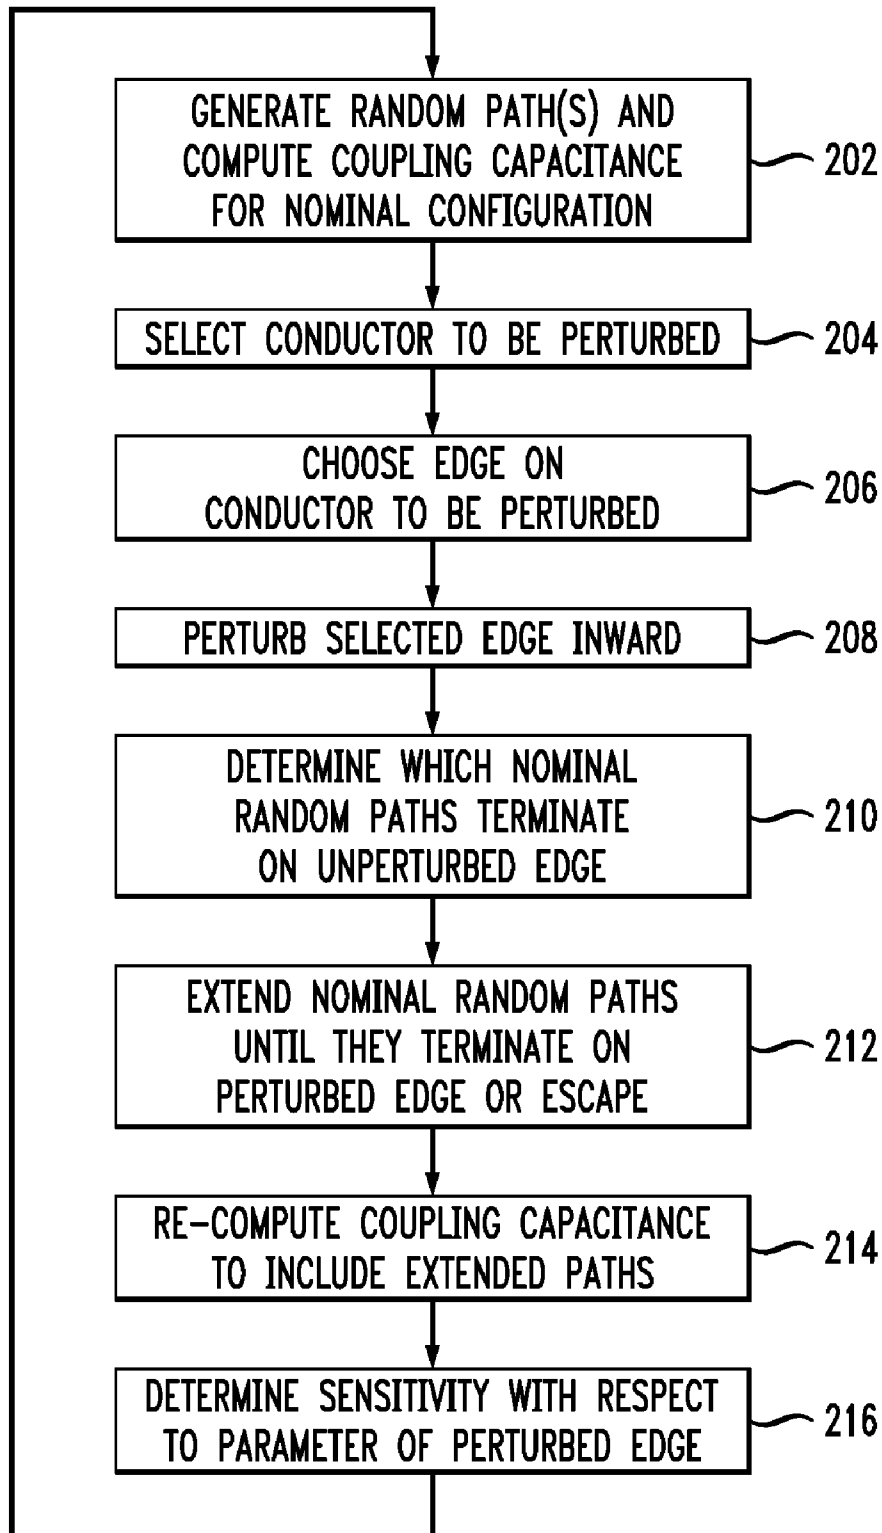 GENERATE RANDOM PATH(S) AND
COMPUTE COUPLING CAPACITANCE
FOR NOMINAL CONFIGURATION
202
SELECT CONDUCTOR TO BE PERTURBED
204
CHOOSE EDGE ON
CONDUCTOR TO BE PERTURBED
206
PERTURB SELECTED EDGE INWARD
208
DETERMINE WHICH NOMINAL
RANDOM PATHS TERMINATE
ON UNPERTURBED EDGE
210
EXTEND NOMINAL RANDOM PATHS
UNTIL THEY TERMINATE ON
PERTURBED EDGE OR ESCAPE
212
RE-COMPUTE COUPLING CAPACITANCE
TO INCLUDE EXTENDED PATHS
214
DETERMINE SENSITIVITY WITH RESPECT
TO PARAMETER OF PERTURBED EDGE
216